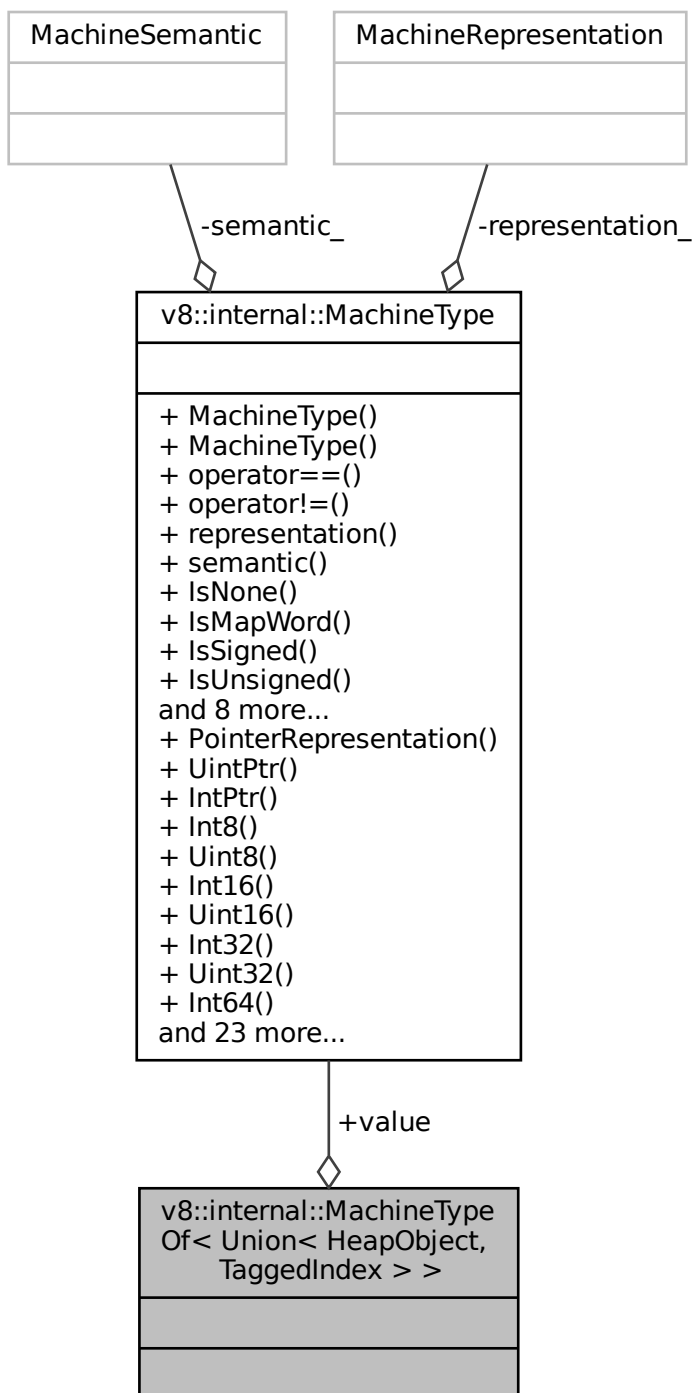 MachineSemantic
MachineRepresentation
-semantic_
-representation_
v8::internal::MachineType
+ MachineType()
+ MachineType()
+ operator==()
+ operator!=()
+ representation()
+ semantic()
+ IsNone()
+ IsMapWord()
+ IsSigned()
+ IsUnsigned()
and 8 more...
+ PointerRepresentation()
+ UintPtr()
+ IntPtr()
+ Int8()
+ Uint8()
+ Int16()
+ Uint16()
+ Int32()
+ Uint32()
+ Int64()
and 23 more...
+value
v8::internal::MachineType
Of< Union< HeapObject,
TaggedIndex > >